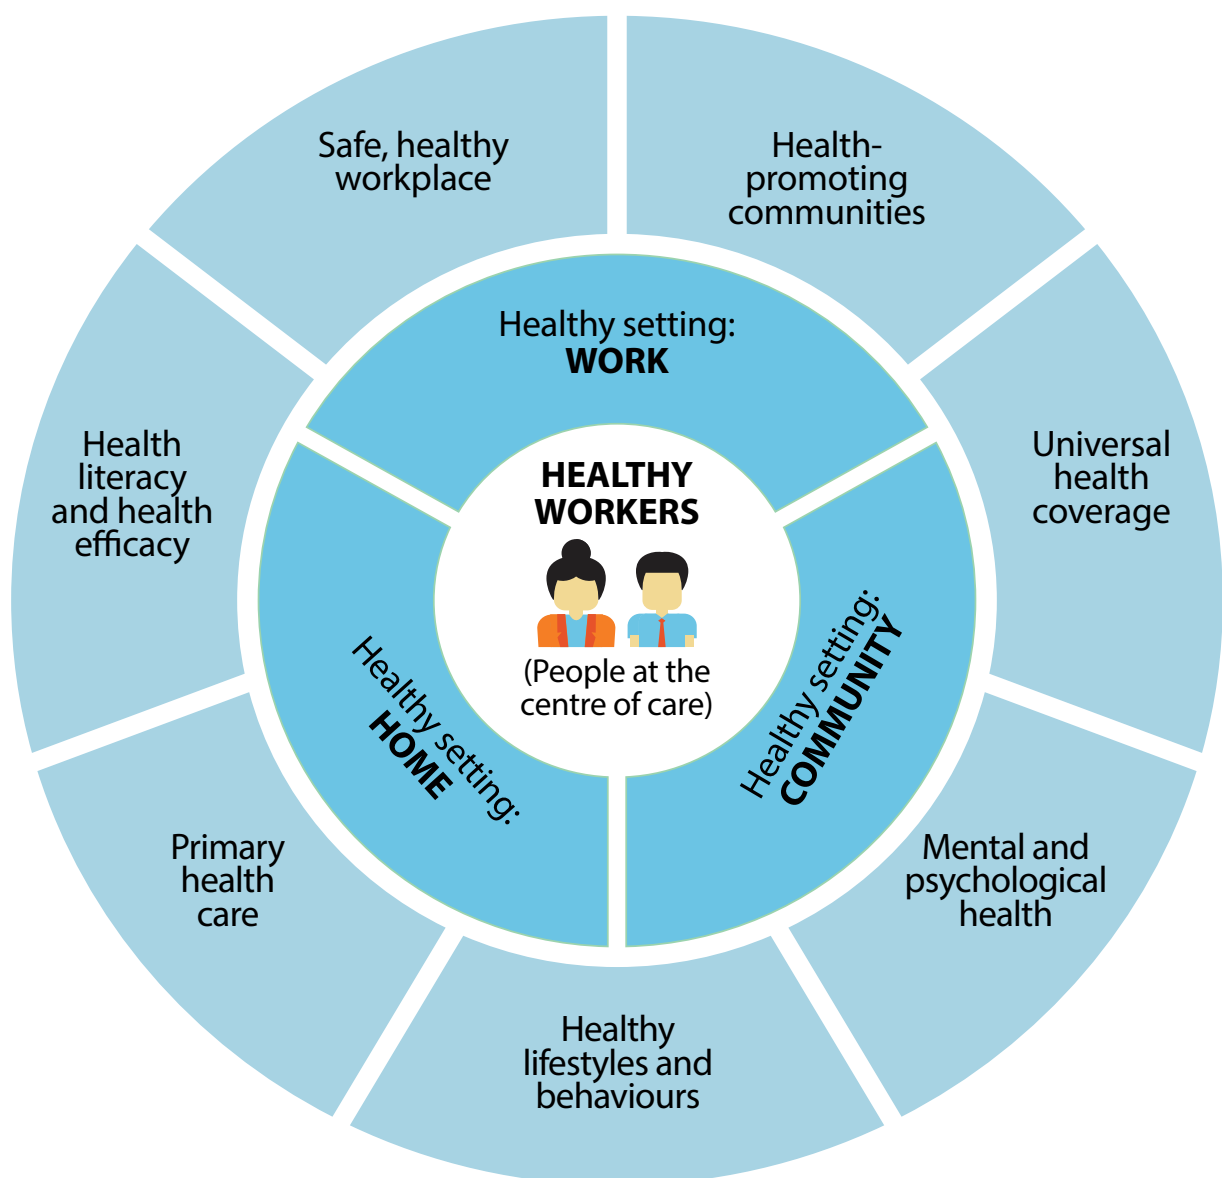 Safe, healthy
workplace
Health-
promoting
communities
Healthy setting:
WORK
Health
literacy
and health
efficacy
HEALTHY
WORKERS
(People at the
centre of care)
Universal
health
coverage
Healthy setting:
HOME
Healthy setting:
COMMUNITY
Primary
health
care
Mental and
psychological
health
Healthy
lifestyles and
behaviours